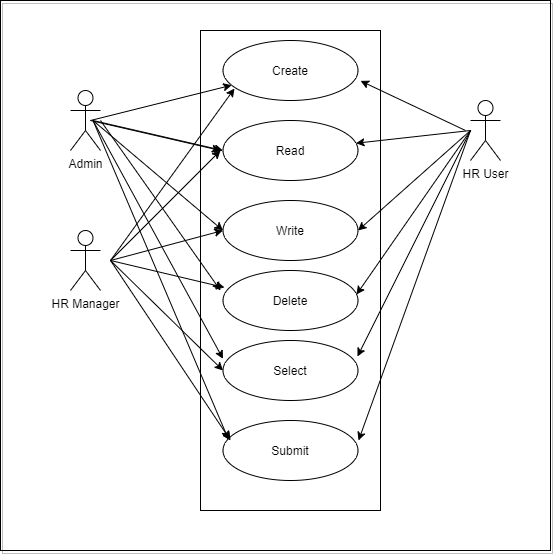 Create
Admin
Read
HR User
Write
HR Manager
Delete
Select
Submit